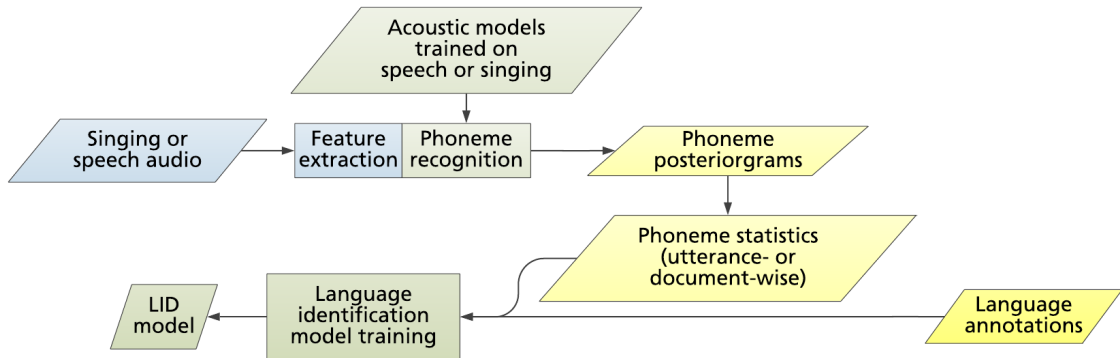 Acoustic models
trained on
speech or singing
Singing or
speech audio
Feature
extraction
Phoneme
recognition
Phoneme
posteriorgrams
Phoneme statistics
(utterance- or
document-wise)
LID
model
Language
identification
model training
Language
annotations